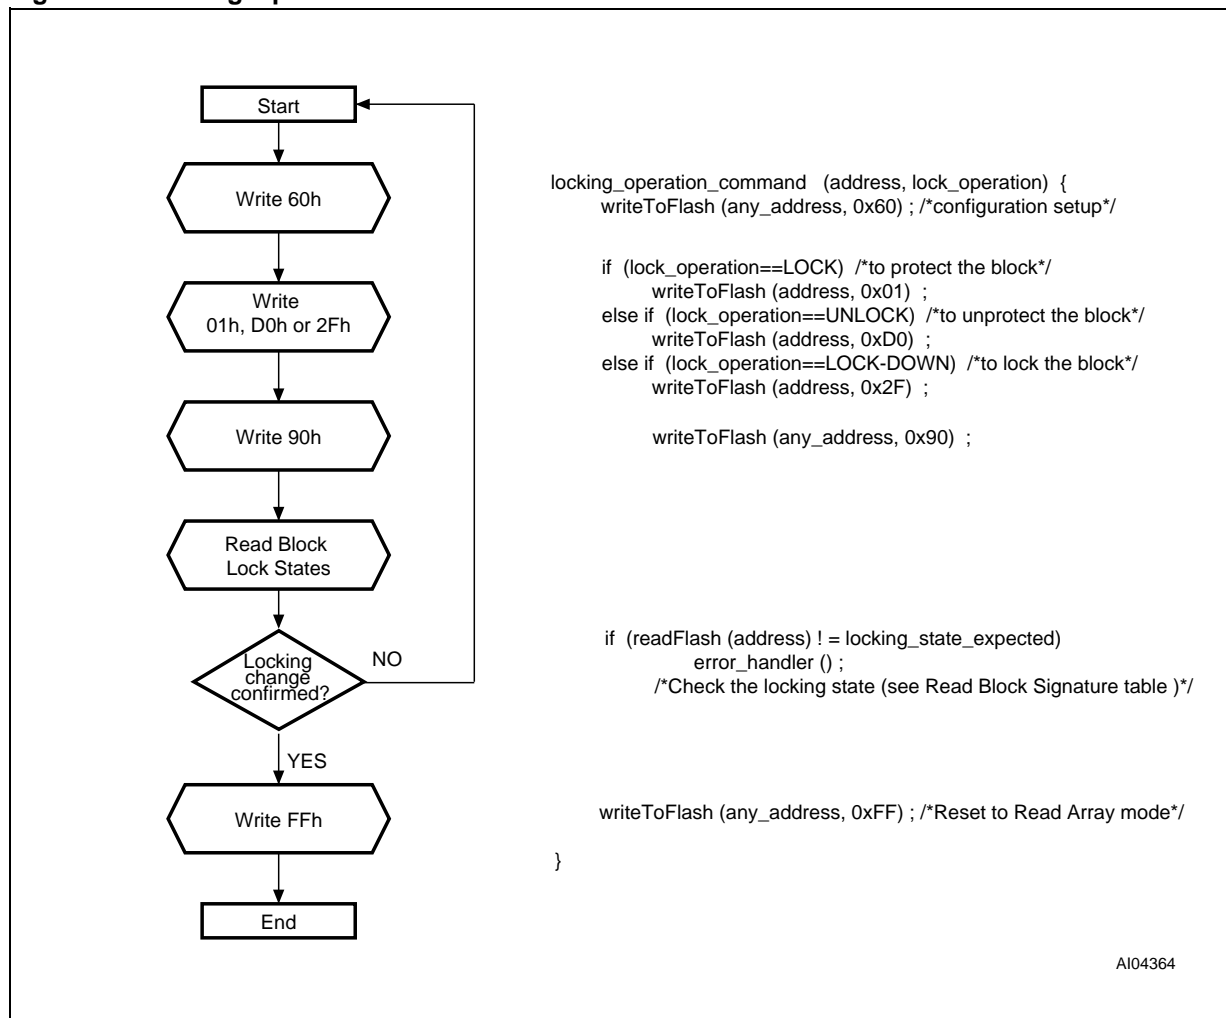 Start
Write 60h
Write
01h, D0h or 2Fh
Write 90h
Read Block
Lock States
Locking
change
confirmed?
NO
YES
Write FFh
End
locking_operation_command (address, lock_operation) {
writeToFlash (any_address, 0x60) ; /*configuration setup*/
if (lock_operation==LOCK) /*to protect the block*/
writeToFlash (address, 0x01) ;
else if (lock_operation==UNLOCK) /*to unprotect the block*/
writeToFlash (address, 0xD0) ;
else if (lock_operation==LOCK-DOWN) /*to lock the block*/
writeToFlash (address, 0x2F) ;
writeToFlash (any_address, 0x90) ;
if (readFlash (address) ! = locking_state_expected)
error_handler () ;
/*Check the locking state (see Read Block Signature table )*/
writeToFlash (any_address, 0xFF) ; /*Reset to Read Array mode*/
}
AI04364